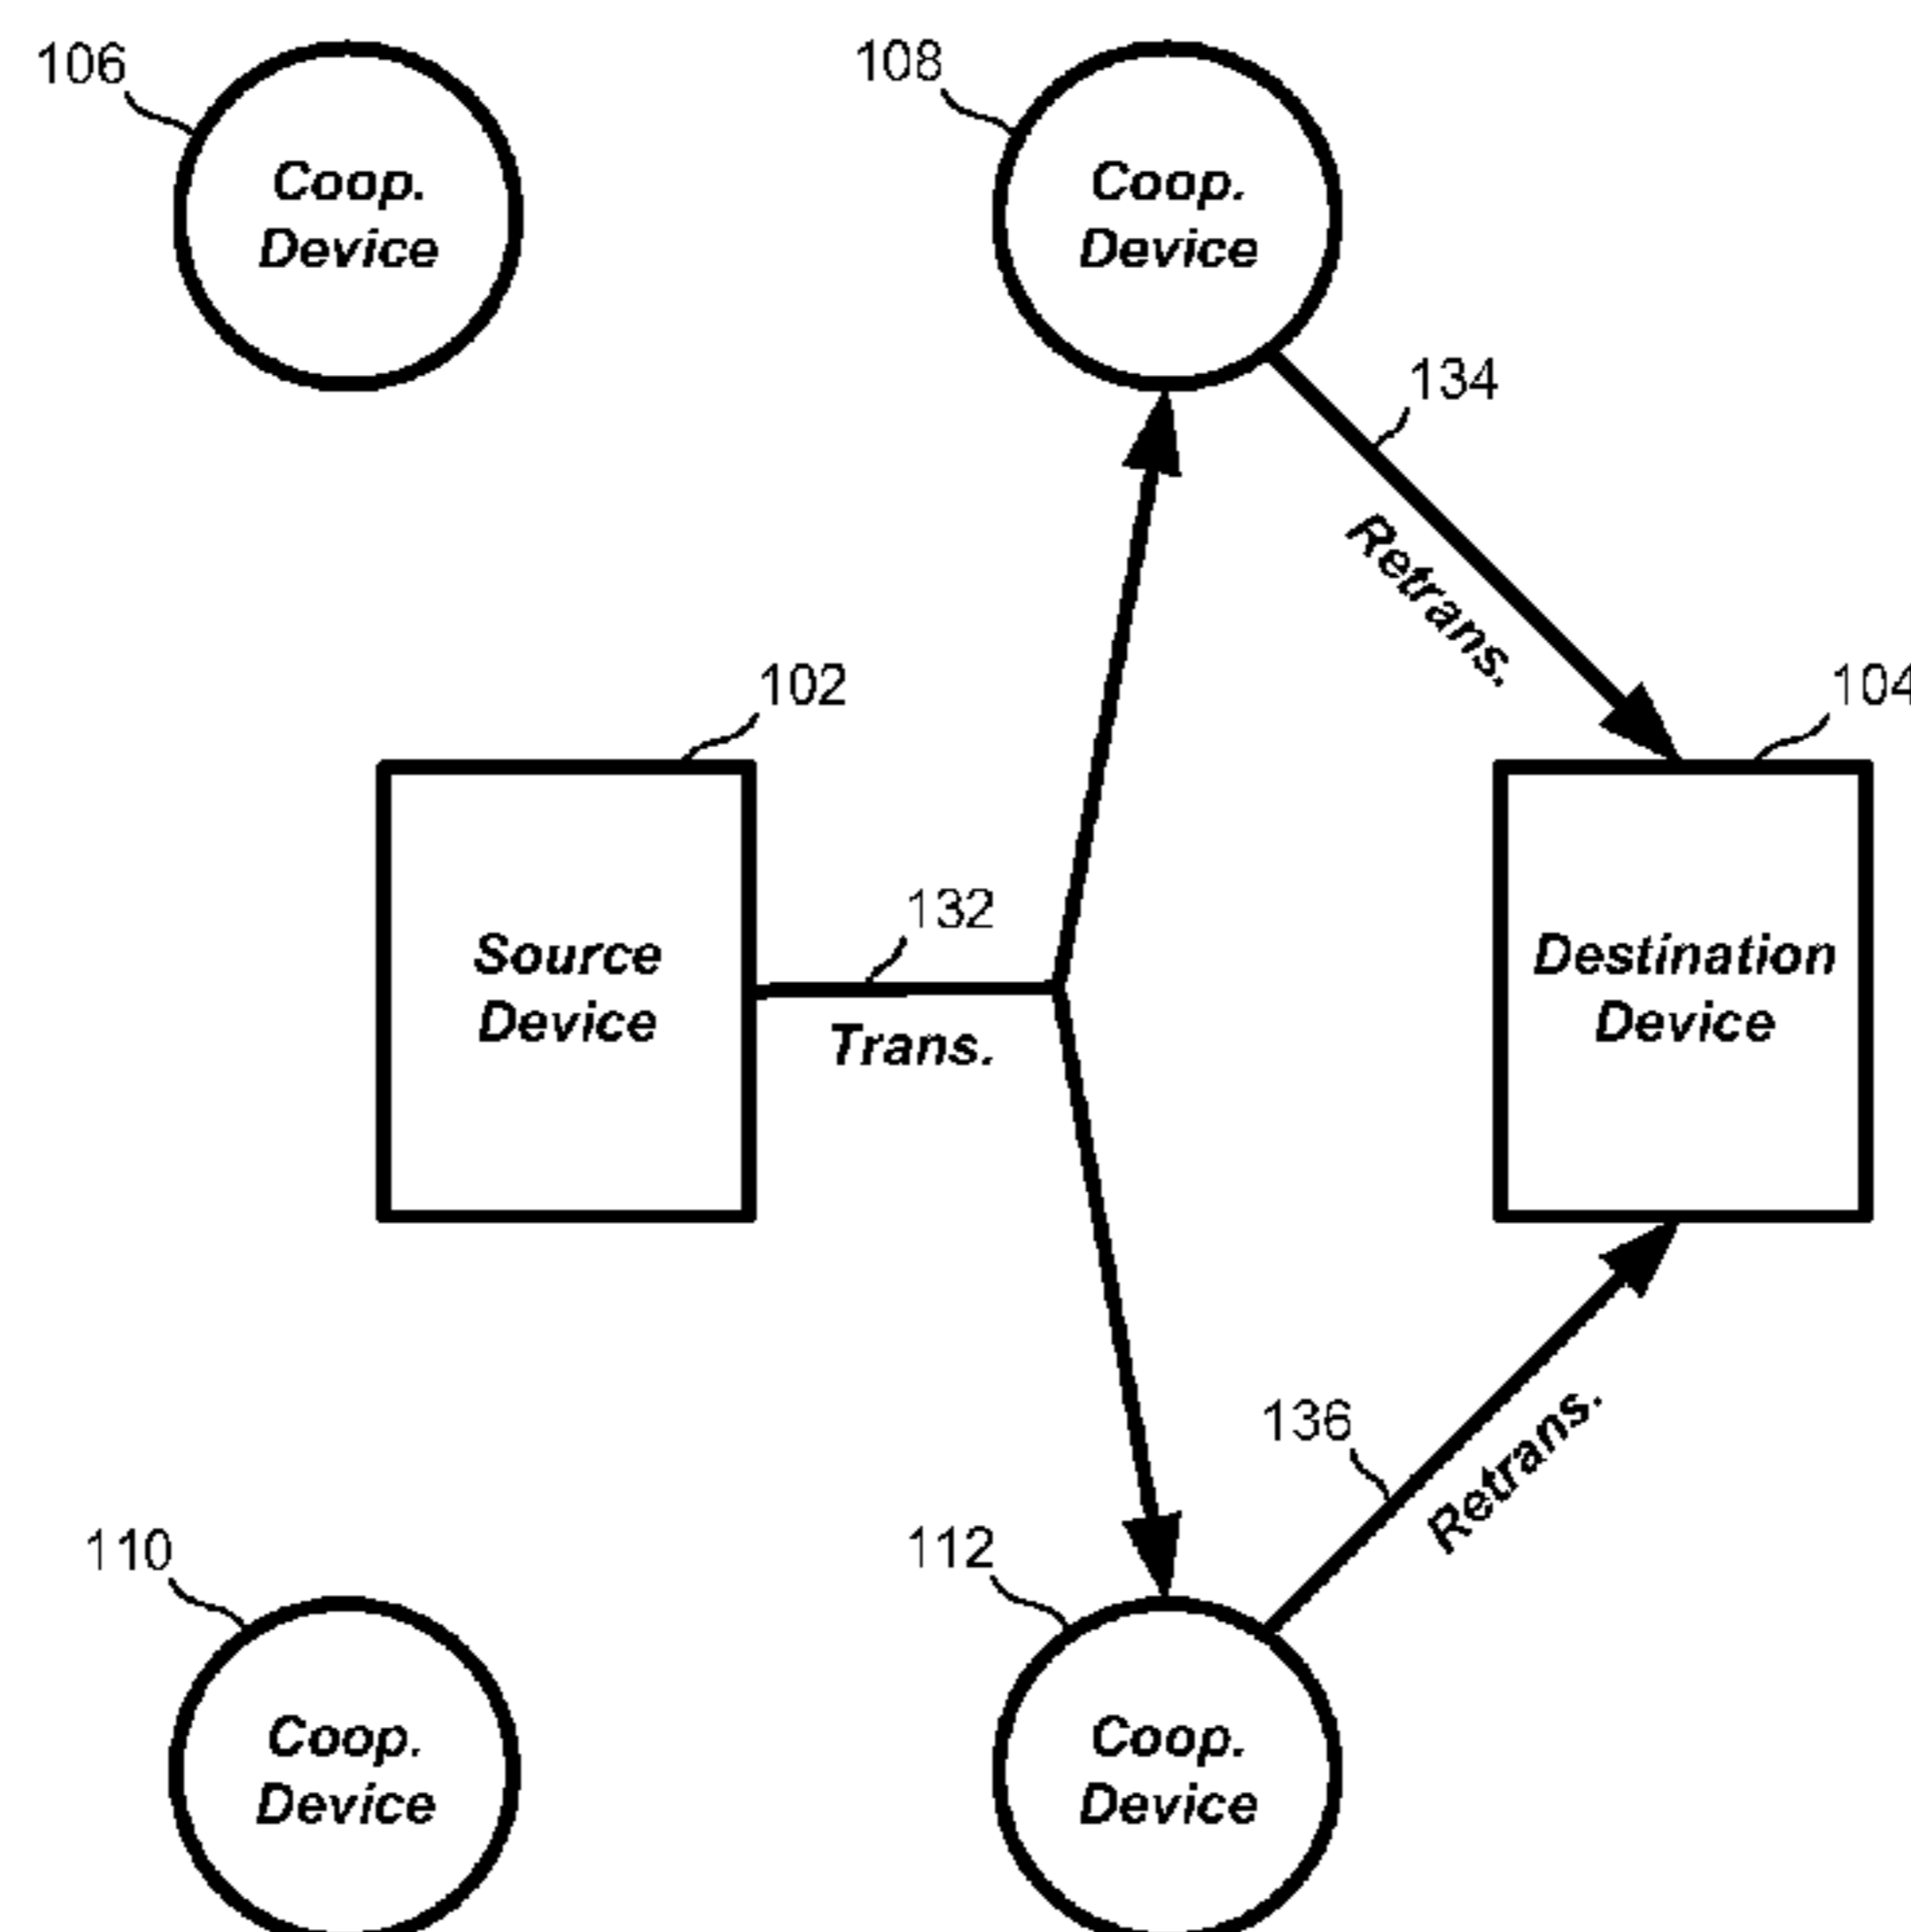 106
108
Coop.
Device
Coop.
Device
134
Retrans.
102
104
132
Source
Device
Destination
Device
Trans.
136
Retrans.
110
112
Coop.
Device
Coop.
Device